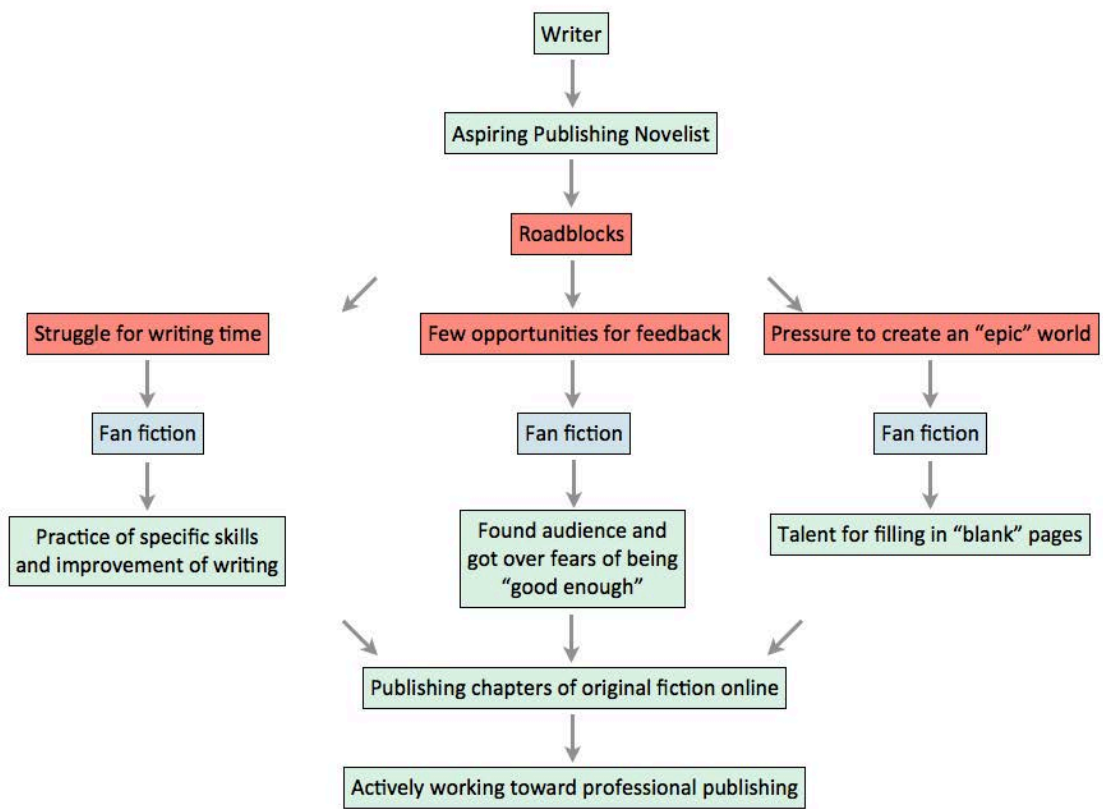 Writer
Aspiring Publishing Novelist
Roadblocks
Struggle for writing time
Few opportunities for feedback
Pressure to create an “epic” world
Fan fiction
Fan fiction
Fan fiction
Practice of specific skills
and improvement of writing
Found audience and
got over fears of being
“good enough”
Talent for filling in “blank” pages
Publishing chapters of original fiction online
Actively working toward professional publishing